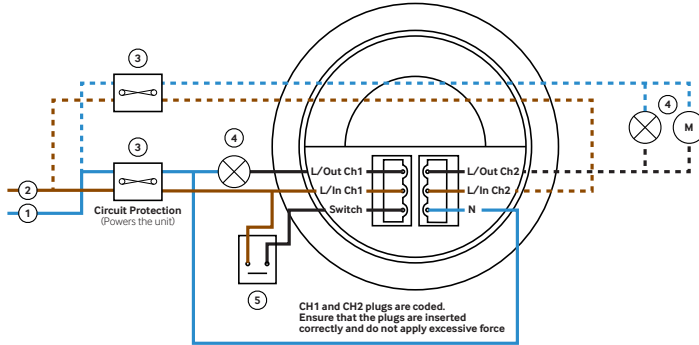 3
3
4
4
M
L/Out Ch1
L/Out Ch2
L/In Ch1
L/In Ch2
Switch
N
2
1
Circuit Protection
(Powers the unit)
5
CH1 and CH2 plugs are coded.
Ensure that the plugs are inserted
correctly and do not apply excessive force